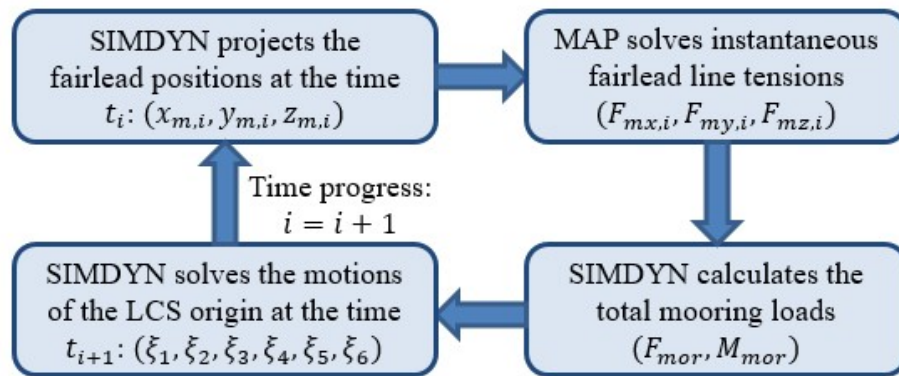 SIMDYN projects the
fairlead positions at the time
t_i: (x_{m,i}, y_{m,i}, z_{m,i})
MAP solves instantaneous
fairlead line tensions
(F_{mx,i}, F_{my,i}, F_{mz,i})
Time progress:
i = i + 1
SIMDYN solves the motions
of the LCS origin at the time
t_{i+1}: (ξ_1, ξ_2, ξ_3, ξ_4, ξ_5, ξ_6)
SIMDYN calculates the
total mooring loads
(F_{mor}, M_{mor})